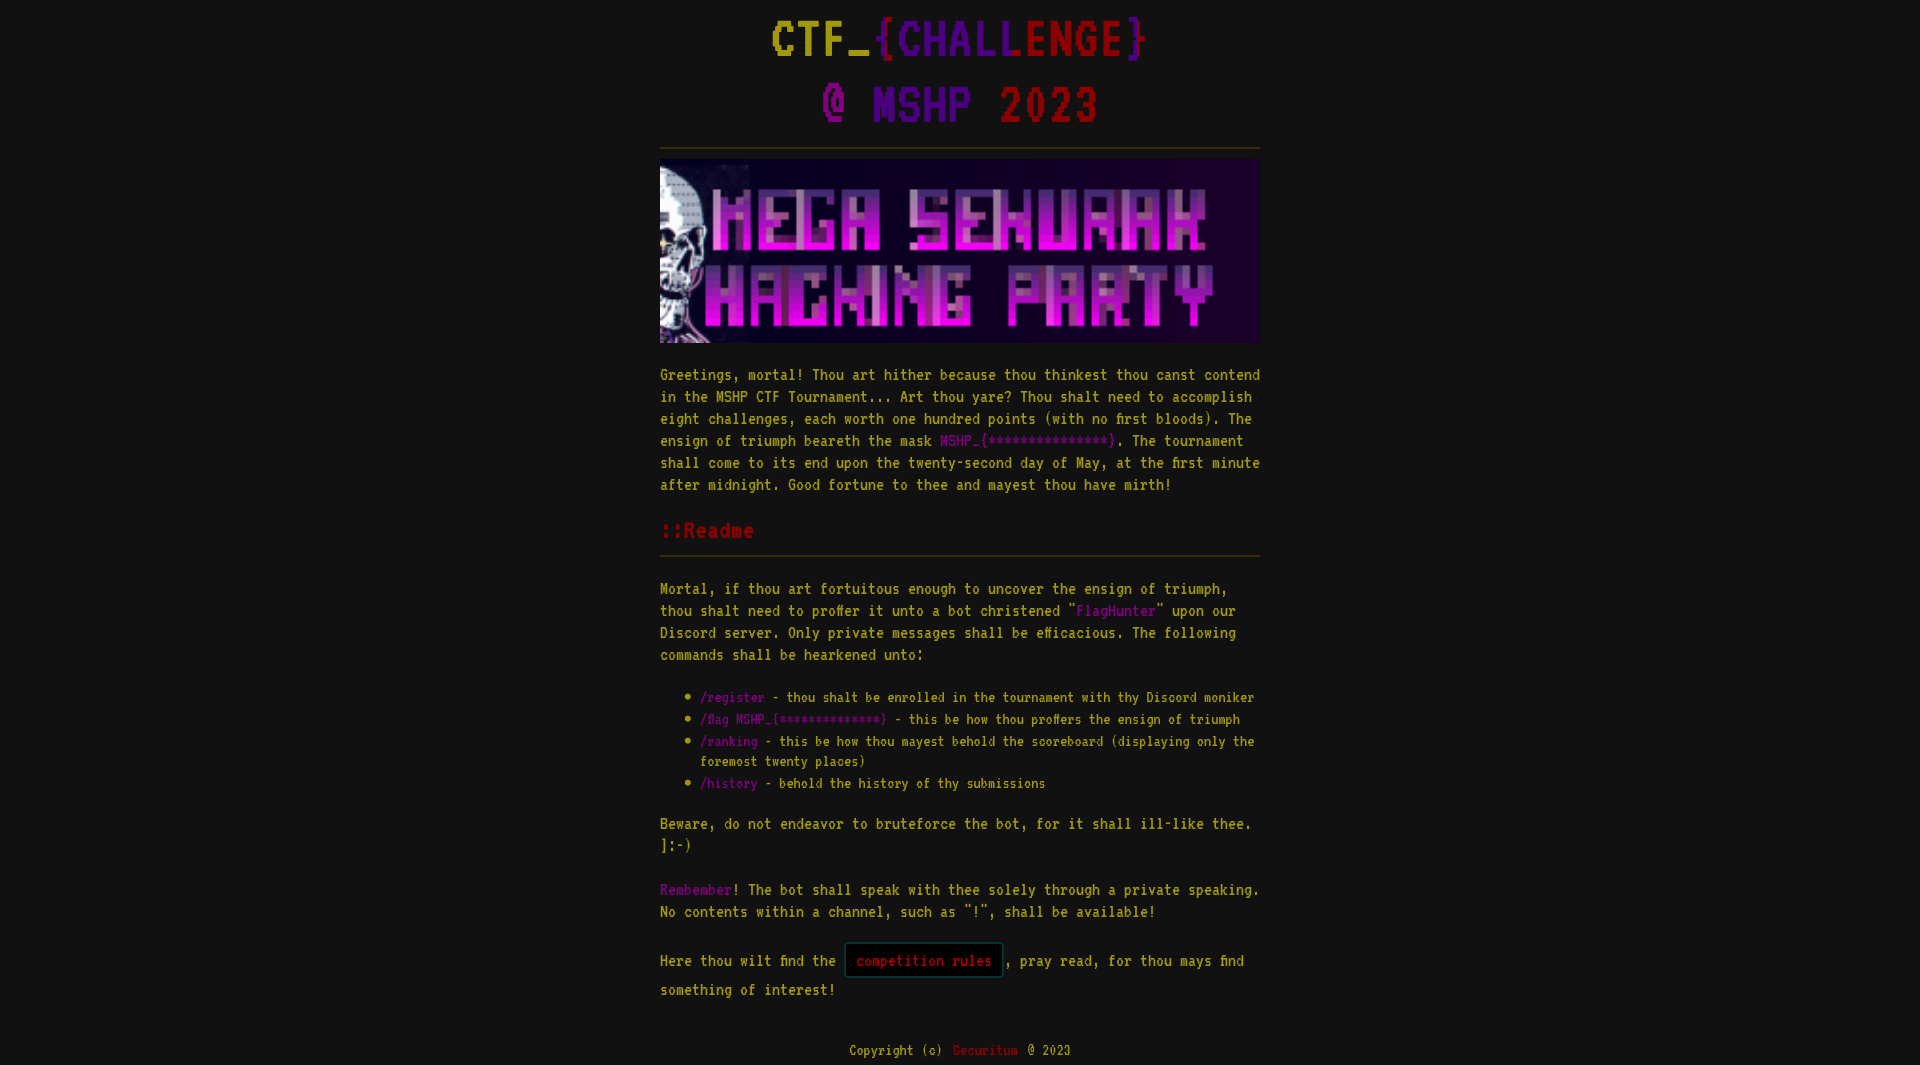 CTF_{CHALLENGE}
@ MSHP 2023
MEGA SEKURAK
HACKING PARTY
Greetings, mortal! Thou art hither because thou thinkest thou canst contend
in the MSHP CTF Tournament... Art thou yare? Thou shalt need to accomplish
eight challenges, each worth one hundred points (with no first bloods). The
ensign of triumph beareth the mask MSHP_{***************}. The tournament
shall come to its end upon the twenty-second day of May, at the first minute
after midnight. Good fortune to thee and mayest thou have mirth!
::Readme
Mortal, if thou art fortuitous enough to uncover the ensign of triumph,
thou shalt need to proffer it unto a bot christened "FlagHunter" upon our
Discord server. Only private messages shall be efficacious. The following
commands shall be hearkened unto:
• /register - thou shalt be enrolled in the tournament with thy Discord moniker
• /flag MSHP_{**************} - this be how thou proffers the ensign of triumph
• /ranking - this be how thou mayest behold the scoreboard (displaying only the
foremost twenty places)
• /history - behold the history of thy submissions
Beware, do not endeavor to bruteforce the bot, for it shall ill-like thee.
]:-)
Rembember! The bot shall speak with thee solely through a private speaking.
No contents within a channel, such as "!", shall be available!
Here thou wilt find the competition rules, pray read, for thou mays find
something of interest!
Copyright (c) Securitum @ 2023